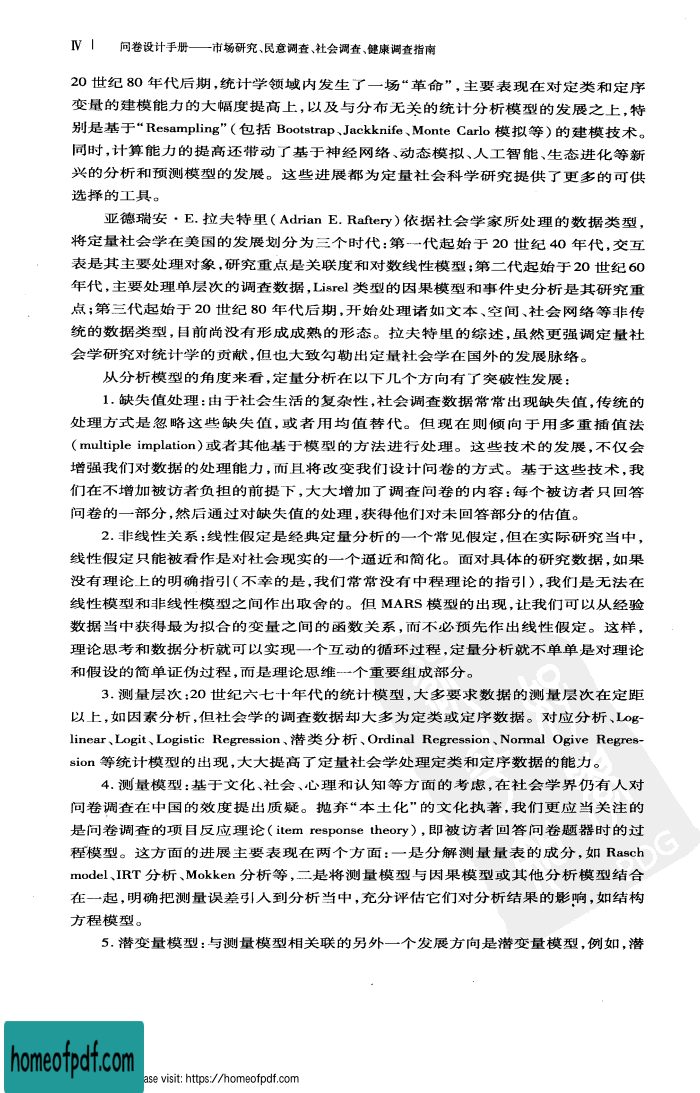 Ⅳ | 问卷设计手册——市场研究、民意调查、社会调查、健康调查指南
20 世纪 80 年代后期,统计学领域内发生了一场“革命”,主要表现在对定类和定序
变量的建模能力的大幅度提高上,以及与分布无关的统计分析模型的发展之上,特
别是基于“Resampling”(包括 Bootstrap、Jackknife、Monte Carlo 模拟等)的建模技术。
同时,计算能力的提高还带动了基于神经网络、动态模拟、人工智能、生态进化等新
兴的分析和预测模型的发展。这些进展都为定量社会科学研究提供了更多的可供
选择的工具。
亚德瑞安·E. 拉夫特里(Adrian E. Raftery)依据社会学家所处理的数据类型,
将定量社会学在美国的发展划分为三个时代:第一代起始于 20 世纪 40 年代,交互
表是其主要处理对象,研究重点是关联度和对数线性模型;第二代起始于 20 世纪 60
年代,主要处理单层次的调查数据,Lisrel 类型的因果模型和事件史分析是其研究重
点;第三代起始于 20 世纪 80 年代后期,开始处理诸如文本、空间、社会网络等非传
统的数据类型,目前尚没有形成成熟的形态。拉夫特里的综述,虽然更强调定量社
会学研究对统计学的贡献,但也大致勾勒出定量社会学在国外的发展脉络。
从分析模型的角度来看,定量分析在以下几个方向有了突破性发展:
1. 缺失值处理:由于社会生活的复杂性,社会调查数据常常出现缺失值,传统的
处理方式是忽略这些缺失值,或者用均值替代。但现在则倾向于用多重插值法
(multiple implation)或者其他基于模型的方法进行处理。这些技术的发展,不仅会
增强我们对数据的处理能力,而且将改变我们设计问卷的方式。基于这些技术,我
们在不增加被访者负担的前提下,大大增加了调查问卷的内容:每个被访者只回答
问卷的一部分,然后通过对缺失值的处理,获得他们对未回答部分的估值。
2. 非线性关系:线性假定是经典定量分析的一个常见假定,但在实际研究当中,
线性假定只能被看作是对社会现实的一个逼近和简化。面对具体的研究数据,如果
没有理论上的明确指引(不幸的是,我们常常没有中程理论的指引),我们是无法在
线性模型和非线性模型之间作出取舍的。但 MARS 模型的出现,让我们可以从经验
数据当中获得最为拟合的变量之间的函数关系,而不必预先作出线性假定。这样,
理论思考和数据分析就可以实现一个互动的循环过程,定量分析就不单单是对理论
和假设的简单证伪过程,而是理论思维一个重要组成部分。
3. 测量层次:20 世纪六七十年代的统计模型,大多要求数据的测量层次在定距
以上,如因素分析,但社会学的调查数据却大多为定类或定序数据。对应分析、Log-
linear、Logit、Logistic Regression、潜类分析、Ordinal Regression、Normal Ogive Regres-
sion 等统计模型的出现,大大提高了定量社会学处理定类和定序数据的能力。
4. 测量模型:基于文化、社会、心理和认知等方面的考虑,在社会学界仍有人对
问卷调查在中国的效度提出质疑。抛弃“本土化”的文化执著,我们更应当关注的
是问卷调查的项目反应理论(item response theory),即被访者回答问卷题器时的过
程模型。这方面的进展主要表现在两个方面:一是分解测量量表的成分,如 Rasch
model、IRT 分析、Mokken 分析等,二是将测量模型与因果模型或其他分析模型结合
在一起,明确把测量误差引入到分析当中,充分评估它们对分析结果的影响,如结构
方程模型。
5. 潜变量模型:与测量模型相关联的另外一个发展方向是潜变量模型,例如,潜
homeofpdf.com
ase visit: https://homeofpdf.com